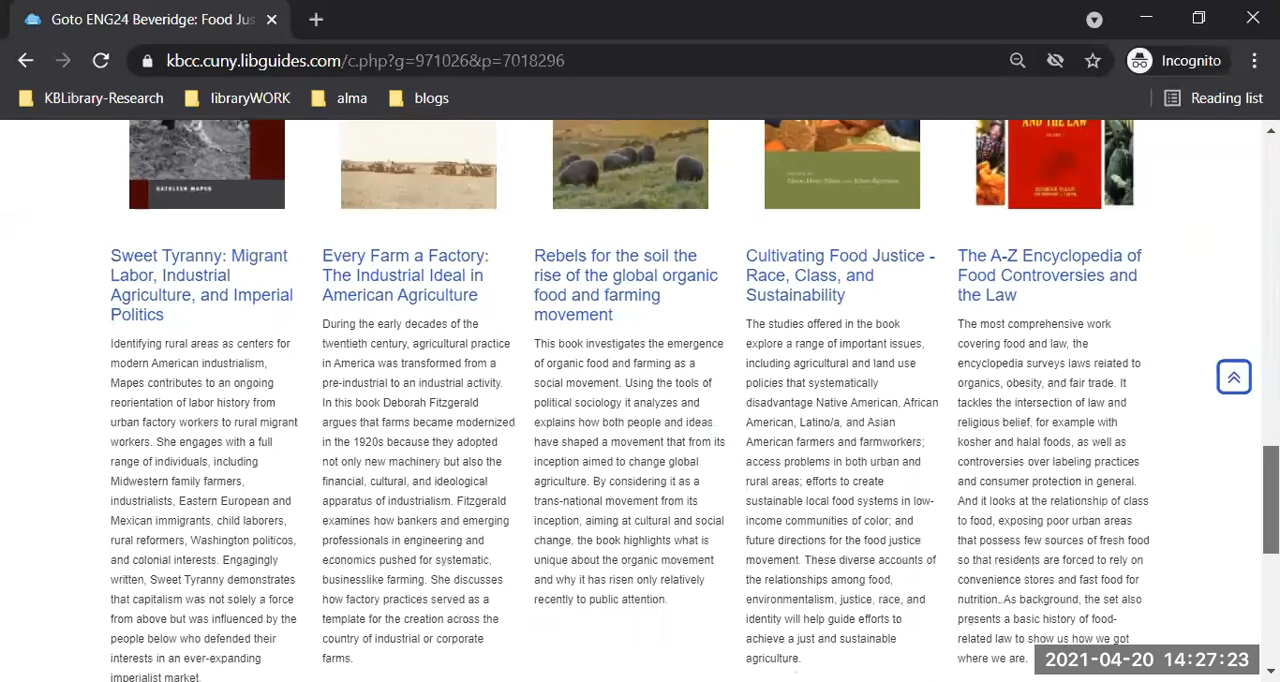 Goto ENG24 Beveridge: Food Jus
kbcc.cuny.libguides.com/c.php?g=971026&p=7018296
Incognito
KBLibrary-Research
libraryWORK
alma
blogs
Reading list
KATHLEEN MAPES
AND THE LAW
Sweet Tyranny: Migrant
Labor, Industrial
Agriculture, and Imperial
Politics
Identifying rural areas as centers for
modern American industrialism,
Mapes contributes to an ongoing
reorientation of labor history from
urban factory workers to rural migrant
workers. She engages with a full
range of individuals, including
Midwestern family farmers,
industrialists, Eastern European and
Mexican immigrants, child laborers,
rural reformers, Washington politicos,
and colonial interests. Engagingly
written, Sweet Tyranny demonstrates
that capitalism was not solely a force
from above but was influenced by the
people below who defended their
interests in an ever-expanding
imperialist market.
Every Farm a Factory:
The Industrial Ideal in
American Agriculture
During the early decades of the
twentieth century, agricultural practice
in America was transformed from a
pre-industrial to an industrial activity.
In this book Deborah Fitzgerald
argues that farms became modernized
in the 1920s because they adopted
not only new machinery but also the
financial, cultural, and ideological
apparatus of industrialism. Fitzgerald
examines how bankers and emerging
professionals in engineering and
economics pushed for systematic,
businesslike farming. She discusses
how factory practices served as a
template for the creation across the
country of industrial or corporate
farms.
Rebels for the soil the
rise of the global organic
food and farming
movement
This book investigates the emergence
of organic food and farming as a
social movement. Using the tools of
political sociology it analyzes and
explains how both people and ideas
have shaped a movement that from its
inception aimed to change global
agriculture. By considering it as a
trans-national movement from its
inception, aiming at cultural and social
change, the book highlights what is
unique about the organic movement
and why it has risen only relatively
recently to public attention.
Cultivating Food Justice -
Race, Class, and
Sustainability
The studies offered in the book
explore a range of important issues,
including agricultural and land use
policies that systematically
disadvantage Native American, African
American, Latino/a, and Asian
American farmers and farmworkers;
access problems in both urban and
rural areas; efforts to create
sustainable local food systems in low-
income communities of color; and
future directions for the food justice
movement. These diverse accounts of
the relationships among food,
environmentalism, justice, race, and
identity will help guide efforts to
achieve a just and sustainable
agriculture.
The A-Z Encyclopedia of
Food Controversies and
the Law
The most comprehensive work
covering food and law, the
encyclopedia surveys laws related to
organics, obesity, and fair trade. It
tackles the intersection of law and
religious belief, for example with
kosher and halal foods, as well as
controversies over labeling practices
and consumer protection in general.
And it looks at the relationship of class
to food, exposing poor urban areas
that possess few sources of fresh food
so that residents are forced to rely on
convenience stores and fast food for
nutrition. As background, the set also
presents a basic history of food-
related law to show us how we got
where we are.
2021-04-20 14:27:23